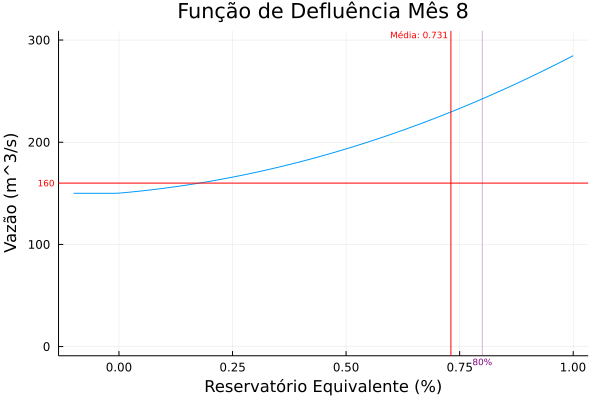 Função de Defluência Mês 8
Média: 0.731
300
200
160
100
0
Vazão (m^3/s)
0.00
0.25
0.50
0.75
80%
1.00
Reservatório Equivalente (%)